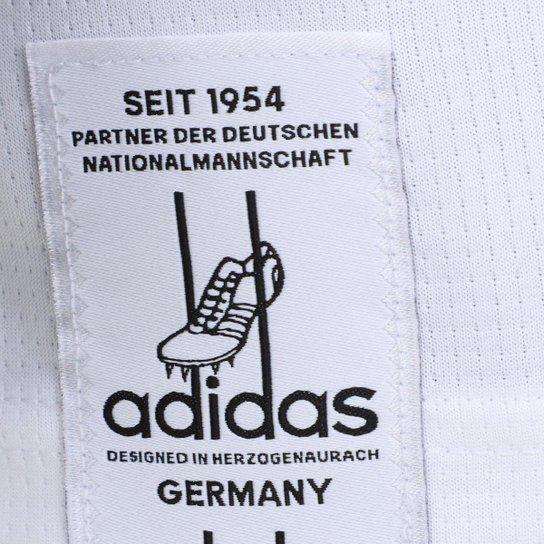 SEIT 1954
PARTNER DER DEUTSCHEN
NATIONALMANNSCHAFT
adidas
DESIGNED IN HERZOGENAURACH
GERMANY